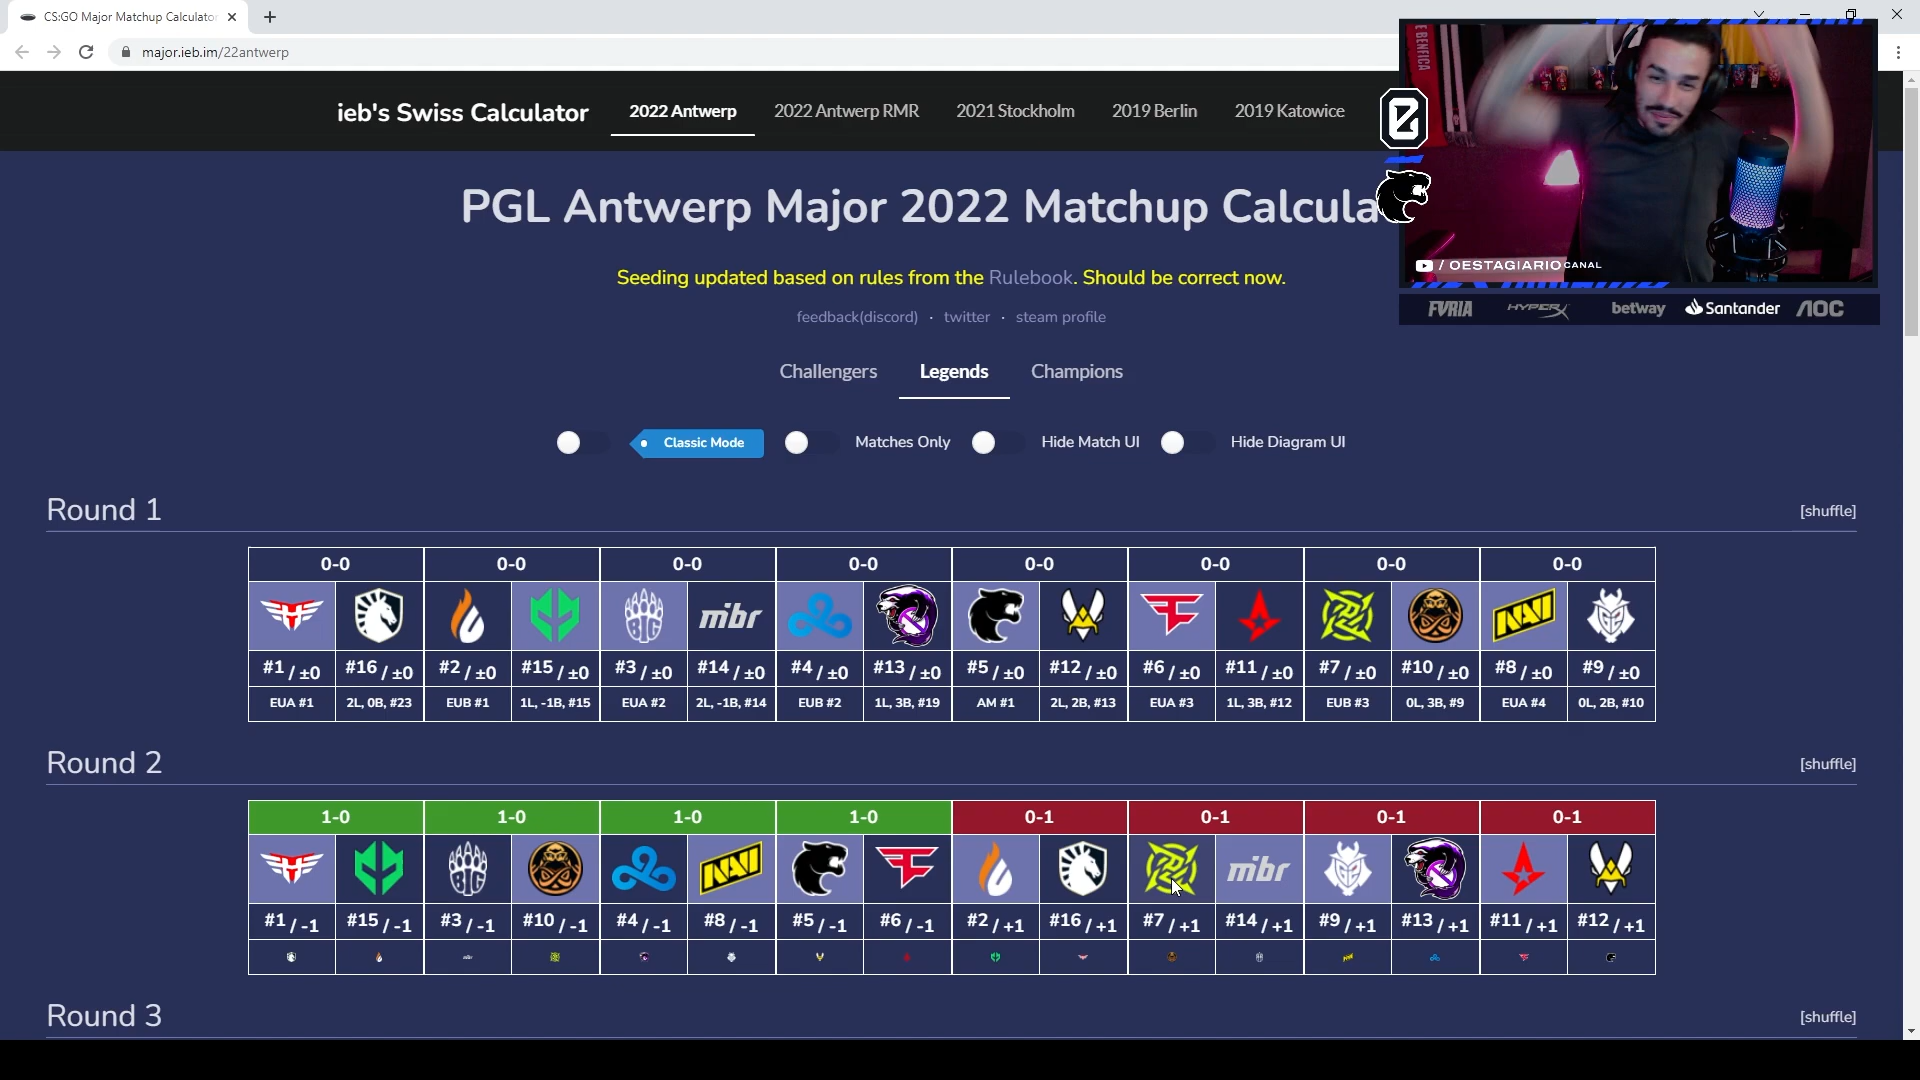 CS:GO Major Matchup Calculator
major.ieb.im/22antwerp
ieb's Swiss Calculator
2022 Antwerp
2022 Antwerp RMR
2021 Stockholm
2019 Berlin
2019 Katowice
E BENFICA
PGL Antwerp Major 2022 Matchup Calcula
Seeding updated based on rules from the Rulebook. Should be correct now.
/ OESTAGIARIO CANAL
FURIA HYPERX betway Santander AOC
feedback(discord) · twitter · steam profile
Challengers Legends Champions
Classic Mode Matches Only Hide Match UI Hide Diagram UI
Round 1 [shuffle]
0-0 0-0 0-0 0-0 0-0 0-0 0-0 0-0
BIG mibr NAVI
#1 / ±0 #16 / ±0 #2 / ±0 #15 / ±0 #3 / ±0 #14 / ±0 #4 / ±0 #13 / ±0 #5 / ±0 #12 / ±0 #6 / ±0 #11 / ±0 #7 / ±0 #10 / ±0 #8 / ±0 #9 / ±0
EUA #1 2L, 0B, #23 EUB #1 1L, -1B, #15 EUA #2 2L, -1B, #14 EUB #2 1L, 3B, #19 AM #1 2L, 2B, #13 EUA #3 1L, 3B, #12 EUB #3 0L, 3B, #9 EUA #4 0L, 2B, #10
Round 2 [shuffle]
1-0 1-0 1-0 1-0 0-1 0-1 0-1 0-1
BIG NAVI mibr
#1 / -1 #15 / -1 #3 / -1 #10 / -1 #4 / -1 #8 / -1 #5 / -1 #6 / -1 #2 / +1 #16 / +1 #7 / +1 #14 / +1 #9 / +1 #13 / +1 #11 / +1 #12 / +1
Round 3 [shuffle]